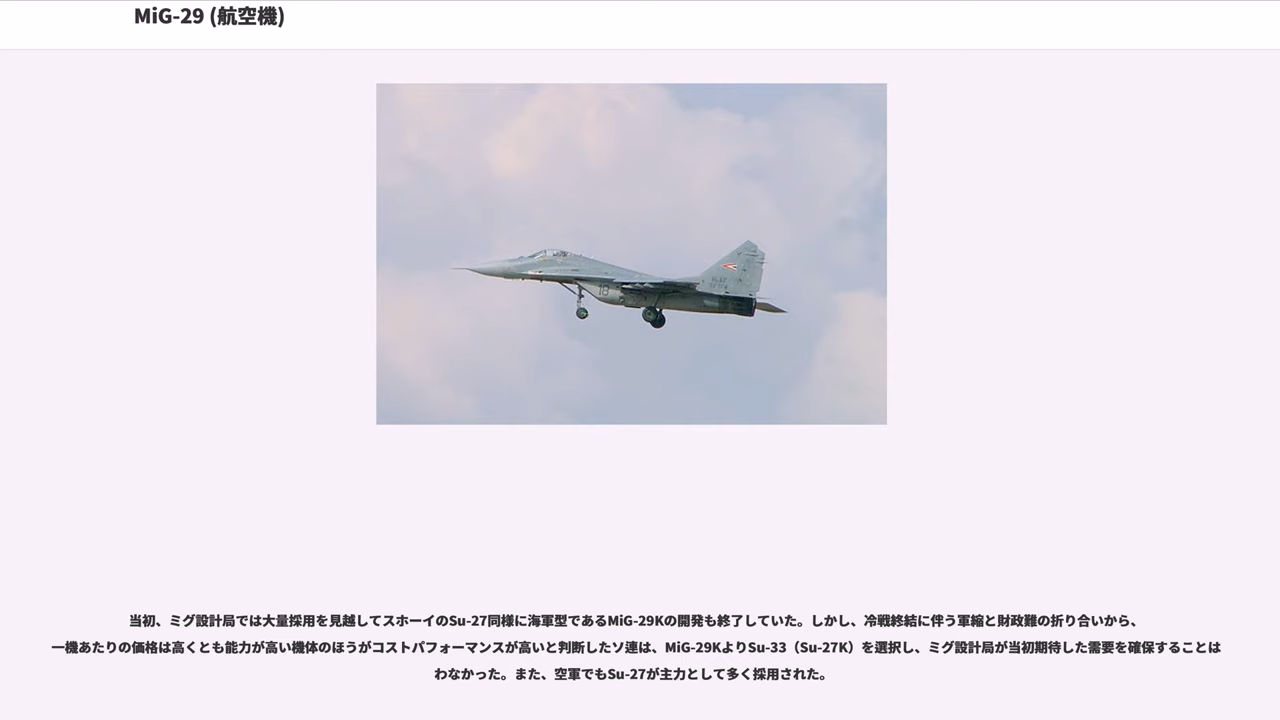 MiG-29 (航空機)
18
当初、ミグ設計局では大量採用を見越してスホーイのSu-27同様に海軍型であるMiG-29Kの開発も終了していた。しかし、冷戦終結に伴う軍縮と財政難の折り合いから、
一機あたりの価格は高くとも能力が高い機体のほうがコストパフォーマンスが高いと判断したソ連は、MiG-29KよりSu-33（Su-27K）を選択し、ミグ設計局が当初期待した需要を確保することは
わなかった。また、空軍でもSu-27が主力として多く採用された。